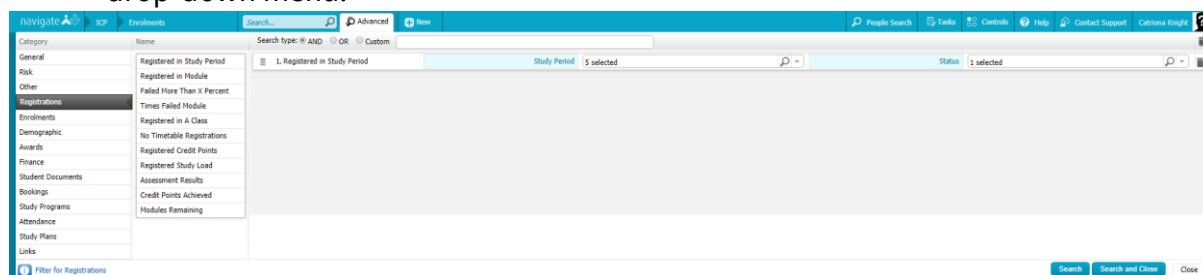 drop-down menu.
navigate ICP Enrolments Search... Advanced New People Search Tasks Controls Help Contact Support Catriona Knight
Category Name Search type: AND OR Custom
General Registered in Study Period 1. Registered in Study Period Study Period 5 selected Status 1 selected
Risk Registered in Module
Other Failed More Than X Percent
Registrations Times Failed Module
Enrolments Registered in A Class
Demographic No Timetable Registrations
Awards Registered Credit Points
Finance Registered Study Load
Student Documents Assessment Results
Bookings Credit Points Achieved
Study Programs Modules Remaining
Attendance
Study Plans
Links
Filter for Registrations Search Search and Close Close